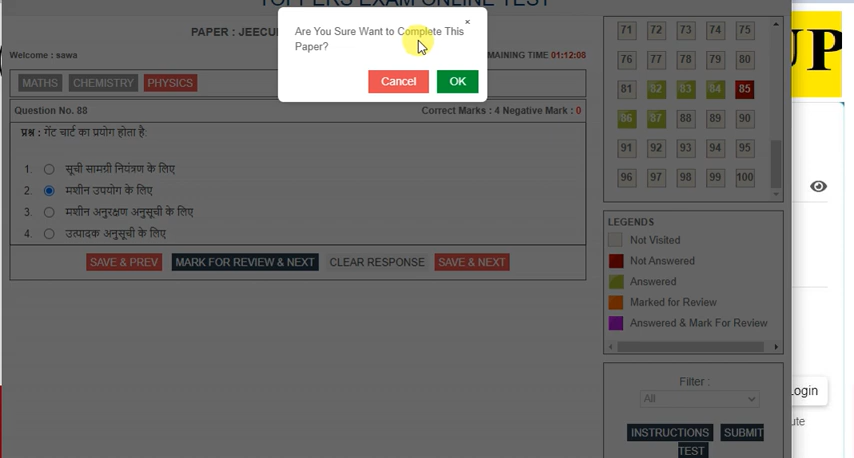 TOPPERS EXAM ONLINE TEST
UP
Are You Sure Want to Complete This
Paper?
×
Cancel
OK
PAPER : JEECU
Welcome : sawa
MAINING TIME 01:12:08
MATHS
CHEMISTRY
PHYSICS
Question No. 88
Correct Marks : 4 Negative Mark : 0
प्रश्न : गेंट चार्ट का प्रयोग होता है:
1. सूची सामग्री नियंत्रण के लिए
2. मशीन उपयोग के लिए
3. मशीन अनुरक्षण अनुसूची के लिए
4. उत्पादक अनुसूची के लिए
SAVE & PREV
MARK FOR REVIEW & NEXT
CLEAR RESPONSE
SAVE & NEXT
71 72 73 74 75
76 77 78 79 80
81 82 83 84 85
86 87 88 89 90
91 92 93 94 95
96 97 98 99 100
LEGENDS
Not Visited
Not Answered
Answered
Marked for Review
Answered & Mark For Review
Filter :
All
INSTRUCTIONS
SUBMIT
TEST
Login
ute